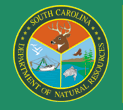 SOUTH CAROLINA
DEPARTMENT OF NATURAL RESOURCES